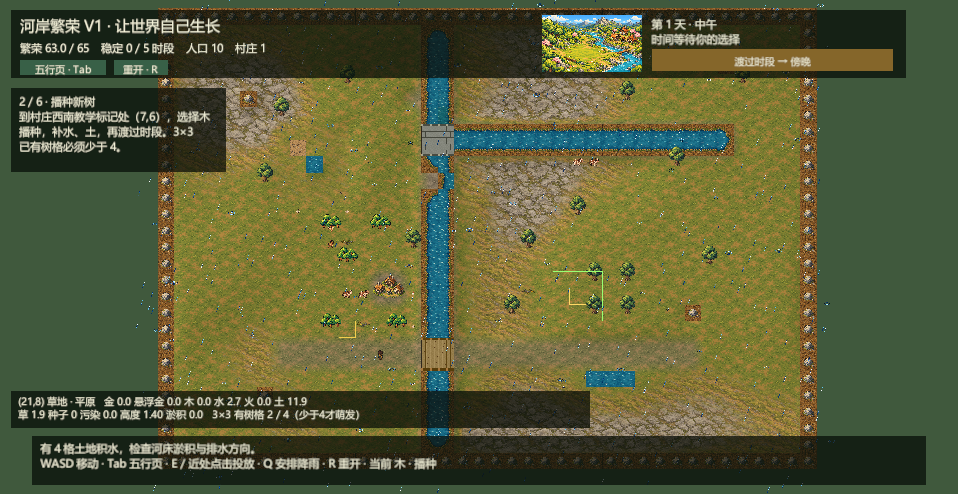 河岸繁荣 V1 · 让世界自己生长
繁荣 63.0 / 65 稳定 0 / 5 时段 人口 10 村庄 1
五行页 · Tab 重开 · R
第 1 天 · 中午
时间等待你的选择
渡过时段 → 傍晚
2 / 6 · 播种新树
到村庄西南教学标记处（7,6），选择木
播种，补水、土，再渡过时段。3×3
已有树格必须少于 4。
(21,8) 草地 · 平原 金 0.0 悬浮金 0.0 木 0.0 水 2.7 火 0.0 土 11.9
草 1.9 种子 0 污染 0.0 高度 1.40 淤积 0.0 3×3 有树格 2 / 4（少于4才萌发）
有 4 格土地积水，检查河床淤积与排水方向。
WASD 移动 · Tab 五行页 · E / 近处点击投放 · Q 安排降雨 · R 重开 · 当前 木 · 播种